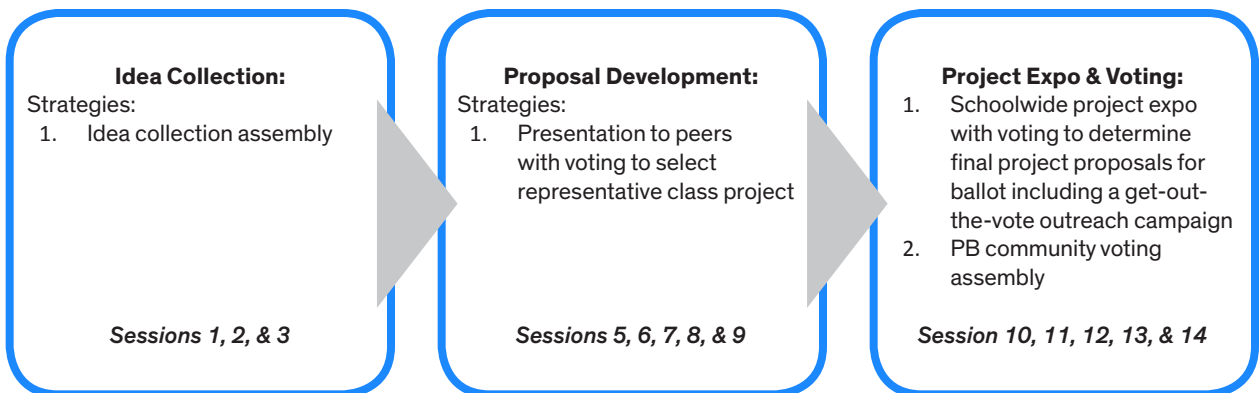 Idea Collection:
Strategies:
1. Idea collection assembly
Sessions 1, 2, & 3
Proposal Development:
Strategies:
1. Presentation to peers
with voting to select
representative class project
Sessions 5, 6, 7, 8, & 9
Project Expo & Voting:
1. Schoolwide project expo
with voting to determine
final project proposals for
ballot including a get-out-
the-vote outreach campaign
2. PB community voting
assembly
Session 10, 11, 12, 13, & 14